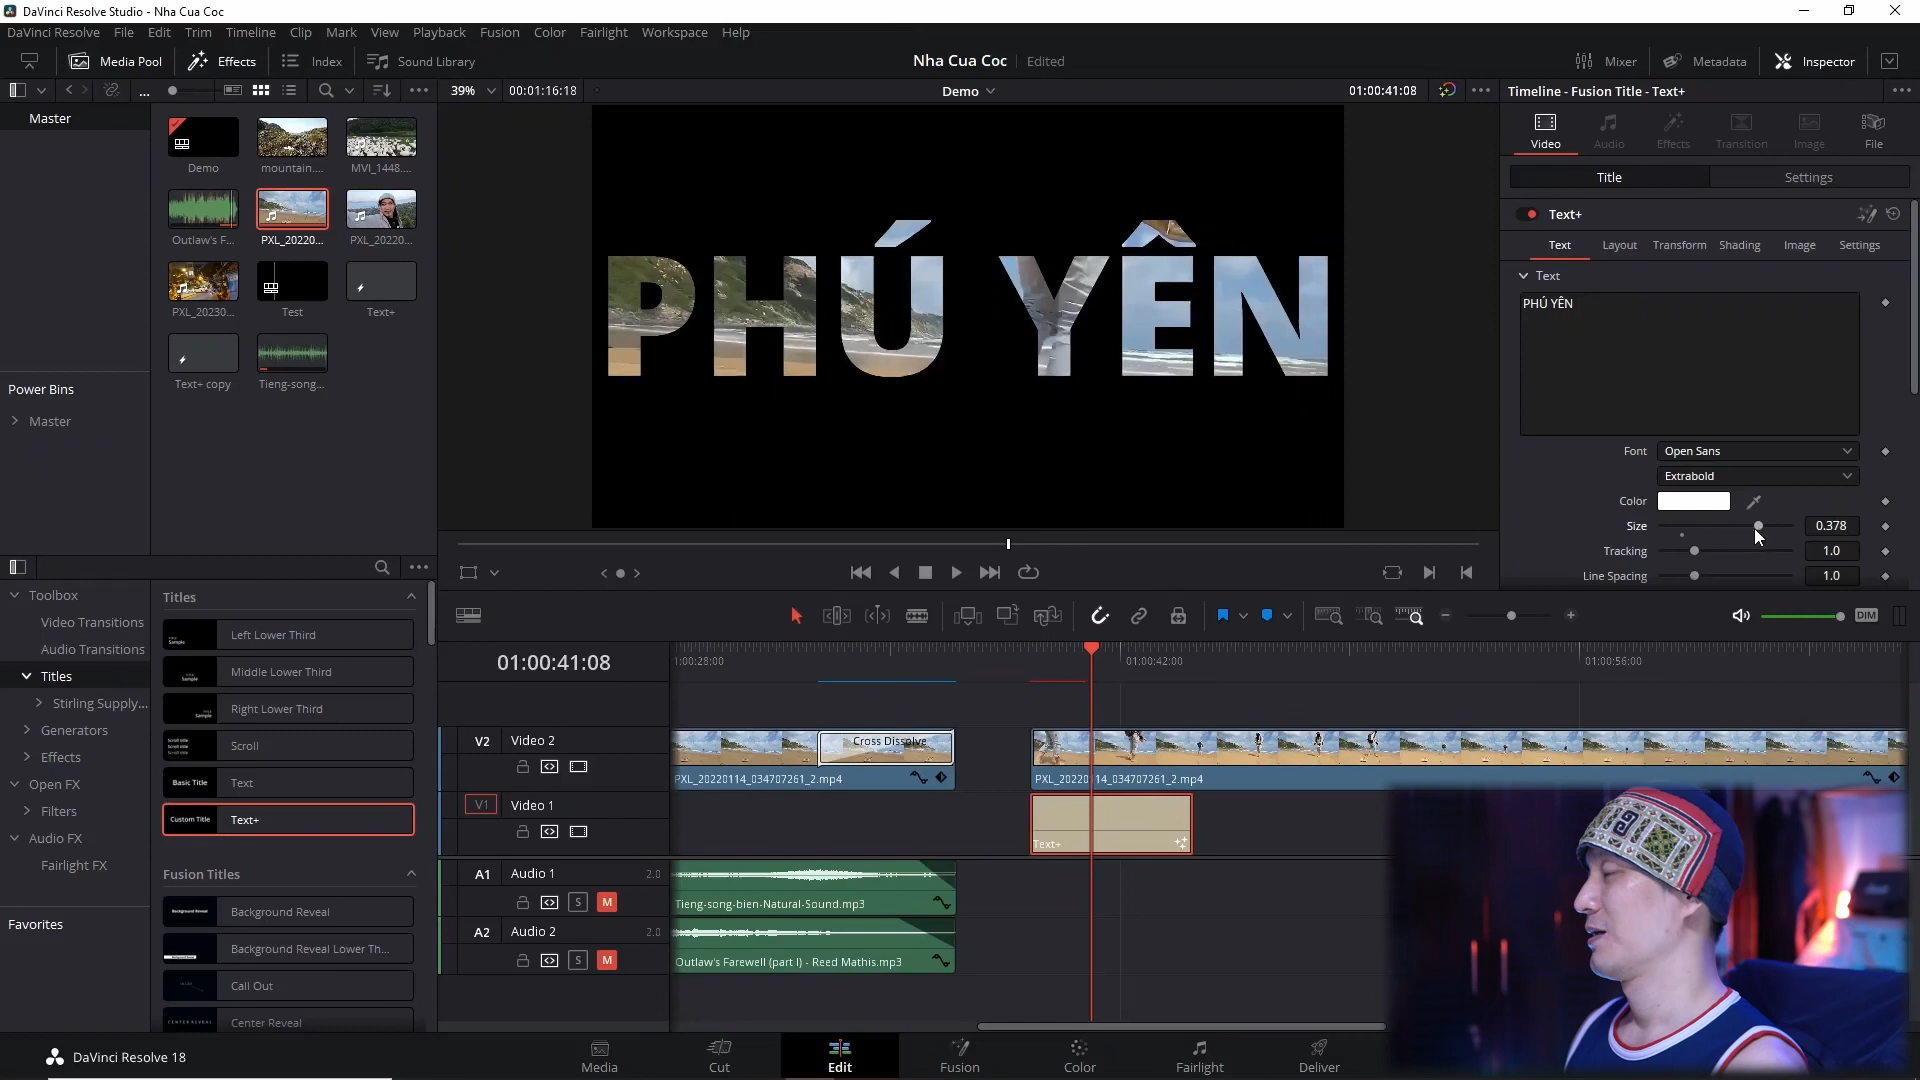 DaVinci Resolve Studio - Nha Cua Coc
DaVinci Resolve File Edit Trim Timeline Clip Mark View Playback Fusion Color Fairlight Workspace Help
Media Pool Effects Index Sound Library Nha Cua Coc Edited Mixer Metadata Inspector
... 39% 00:01:16:18 Demo 01:00:41:08 Timeline - Fusion Title - Text+
Master
Demo mountain.... MVI_1448....
Outlaw's F... PXL_20220... PXL_20220...
PXL_20230... Test Text+
Text+ copy Tieng-song...
Power Bins
Master
PHÚ YÊN
Video Audio Effects Transition Image File
Title Settings
Text+
Text Layout Transform Shading Image Settings
Text
PHÚ YÊN
Font Open Sans
Extrabold
Color
Size 0.378
Tracking 1.0
Line Spacing 1.0
Toolbox
Video Transitions
Audio Transitions
Titles
Stirling Supply...
Generators
Effects
Open FX
Filters
Audio FX
Fairlight FX
Favorites
Titles
Left Lower Third
Middle Lower Third
Right Lower Third
Scroll
Basic Title Text
Custom Title Text+
Fusion Titles
Background Reveal Background Reveal
Background Reveal Lower Th...
Call Out
CENTER REVEAL Center Reveal
DIM
01:00:41:08
1:00:28:00 01:00:42:00 01:00:56:00
V2 Video 2
Cross Dissolve
PXL_20220114_034707261_2.mp4 PXL_20220114_034707261_2.mp4
V1 Video 1
Text+
A1 Audio 1 2.0
S M Tieng-song-bien-Natural-Sound.mp3
A2 Audio 2 2.0
S M Outlaw's Farewell (part I) - Reed Mathis.mp3
DaVinci Resolve 18
Media Cut Edit Fusion Color Fairlight Deliver